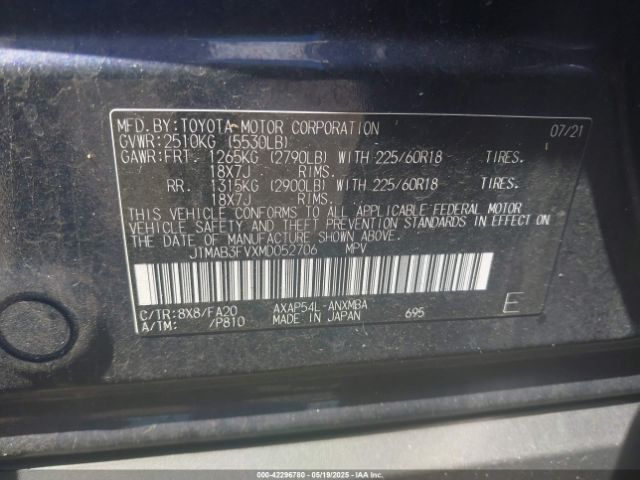 MFD.BY:TOYOTA MOTOR CORPORATION 07/21
GVWR:2510KG (5530LB)
GAWR:FRT. 1265KG (2790LB) WITH 225/60R18 TIRES.
18X7J RIMS.
RR. 1315KG (2900LB) WITH 225/60R18 TIRES.
18X7J RIMS.
THIS VEHICLE CONFORMS TO ALL APPLICABLE FEDERAL MOTOR
VEHICLE SAFETY AND THEFT PREVENTION STANDARDS IN EFFECT ON
THE DATE OF MANUFACTURE SHOWN ABOVE.
JTMAB3FVXMD052706 MPV
C/TR:8X8/FA20 AXAP54L-ANXMBA 695 E
A/TM: /P810 MADE IN JAPAN
000-42296780 - 05/19/2025 - IAAI.COM